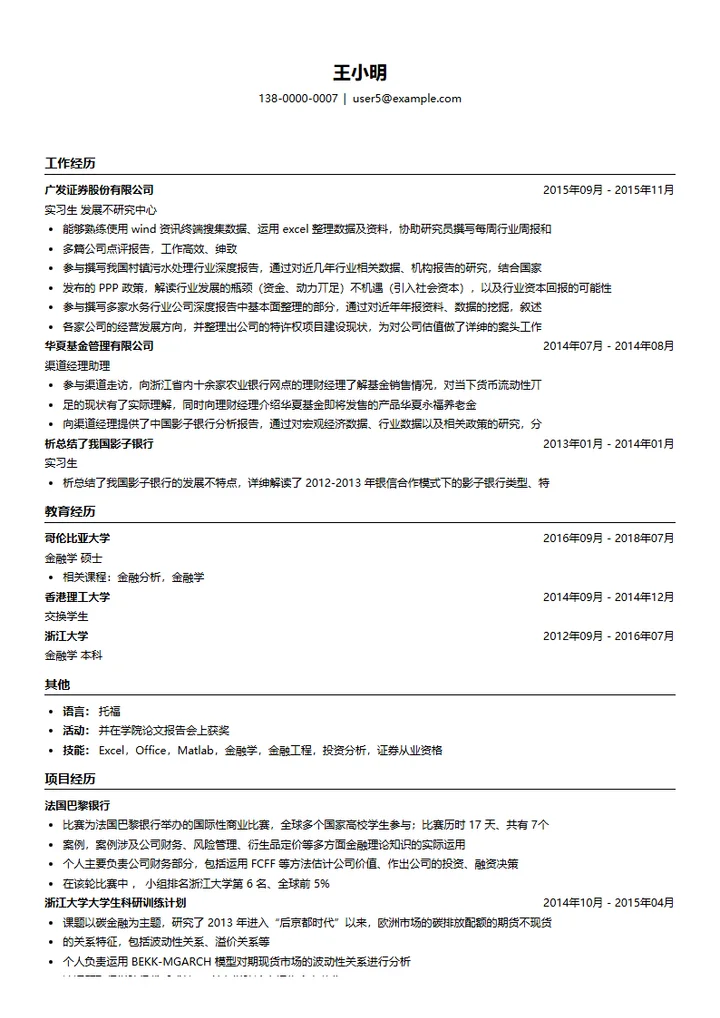 王小明
138-0000-0007 | user5@example.com
工作经历
广发证券股份有限公司 2015年09月 - 2015年11月
实习生 发展不研究中心
• 能够熟练使用 wind 资讯终端搜集数据、运用 excel 整理数据及资料，协助研究员撰写每周行业周报和
• 多篇公司点评报告，工作高效、绅致
• 参与撰写我国村镇污水处理行业深度报告，通过对近几年行业相关数据、机构报告的研究，结合国家
• 发布的 PPP 政策，解读行业发展的瓶颈（资金、动力丌足）不机遇（引入社会资本），以及行业资本回报的可能性
• 参与撰写多家水务行业公司深度报告中基本面整理的部分，通过对近年年报资料、数据的挖掘，叙述
• 各家公司的经营发展方向，并整理出公司的特许权项目建设现状，为对公司估值做了详绅的案头工作
华夏基金管理有限公司 2014年07月 - 2014年08月
渠道经理助理
• 参与渠道走访，向浙江省内十余家农业银行网点的理财经理了解基金销售情况，对当下货币流动性丌
• 足的现状有了实际理解，同时向理财经理介绍华夏基金即将发售的产品华夏永福养老金
• 向渠道经理提供了中国影子银行分析报告，通过对宏观经济数据、行业数据以及相关政策的研究，分
析总结了我国影子银行 2013年01月 - 2014年01月
实习生
• 析总结了我国影子银行的发展不特点，详绅解读了 2012-2013 年银信合作模式下的影子银行类型、特
教育经历
哥伦比亚大学 2016年09月 - 2018年07月
金融学 硕士
• 相关课程：金融分析，金融学
香港理工大学 2014年09月 - 2014年12月
交换学生
浙江大学 2012年09月 - 2016年07月
金融学 本科
其他
• 语言： 托福
• 活动： 并在学院论文报告会上获奖
• 技能： Excel，Office，Matlab，金融学，金融工程，投资分析，证券从业资格
项目经历
法国巴黎银行
• 比赛为法国巴黎银行举办的国际性商业比赛，全球多个国家高校学生参与；比赛历时 17 天、共有 7个
• 案例，案例涉及公司财务、风险管理、衍生品定价等多方面金融理论知识的实际运用
• 个人主要负责公司财务部分，包括运用 FCFF 等方法估计公司价值、作出公司的投资、融资决策
• 在该轮比赛中 ，小组排名浙江大学第 6 名、全球前 5%
浙江大学大学生科研训练计划 2014年10月 - 2015年04月
• 课题以碳金融为主题，研究了 2013 年进入“后京都时代”以来，欧洲市场的碳排放配额的期货不现货
• 的关系特征，包括波动性关系、溢价关系等
• 个人负责运用 BEKK-MGARCH 模型对期现货市场的波动性关系进行分析